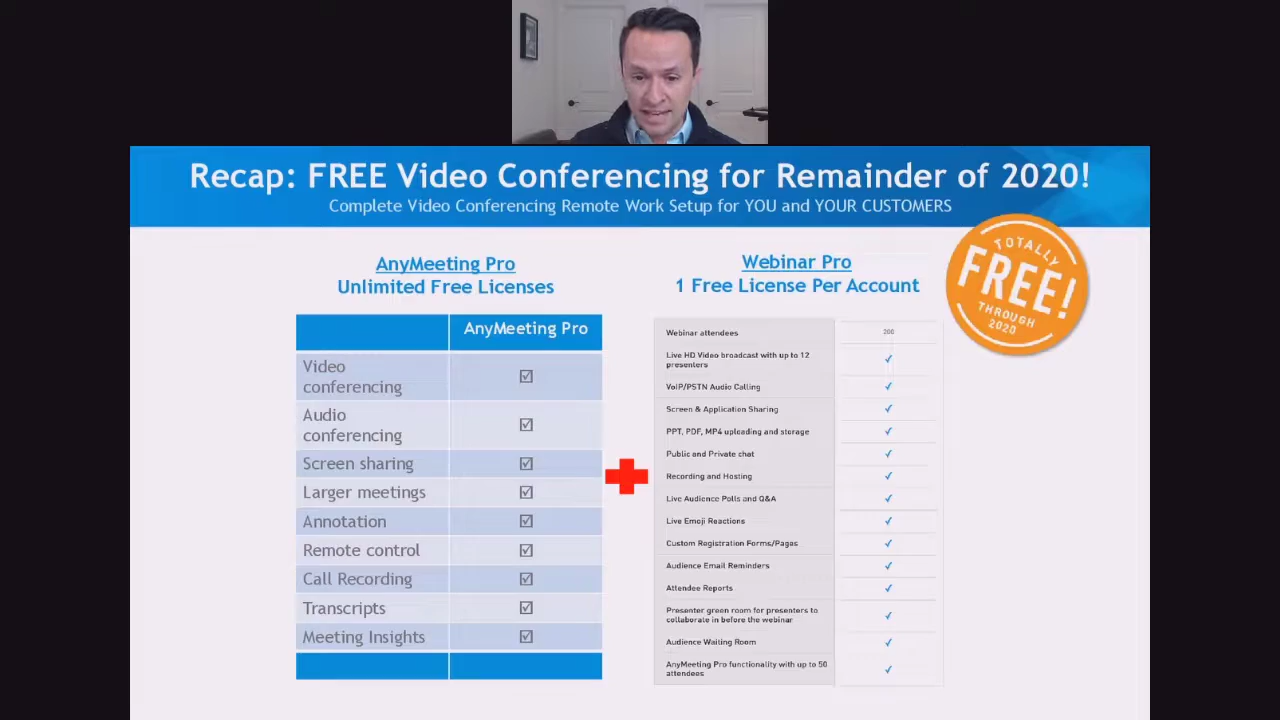 Recap: FREE Video Conferencing for Remainder of 2020!
Complete Video Conferencing Remote Work Setup for YOU and YOUR CUSTOMERS
TOTALLY
FREE!
THROUGH
2020
AnyMeeting Pro
Unlimited Free Licenses
AnyMeeting Pro
Video
conferencing
Audio
conferencing
Screen sharing
Larger meetings
Annotation
Remote control
Call Recording
Transcripts
Meeting Insights
Webinar Pro
1 Free License Per Account
Webinar attendees 200
Live HD Video broadcast with up to 12
presenters
VoIP/PSTN Audio Calling
Screen & Application Sharing
PPT, PDF, MP4 uploading and storage
Public and Private chat
Recording and Hosting
Live Audience Polls and Q&A
Live Emoji Reactions
Custom Registration Forms/Pages
Audience Email Reminders
Attendee Reports
Presenter green room for presenters to
collaborate in before the webinar
Audience Waiting Room
AnyMeeting Pro functionality with up to 50
attendees